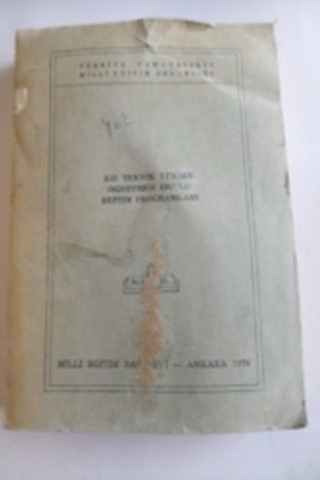 TÜRKİYE CUMHURİYETİ
MİLLÎ EĞİTİM BAKANLIĞI
KIZ TEKNİK YÜKSEK
ÖĞRETMEN OKULU
EĞİTİM PROGRAMLARI
MİLLÎ EĞİTİM BASIMEVİ — ANKARA